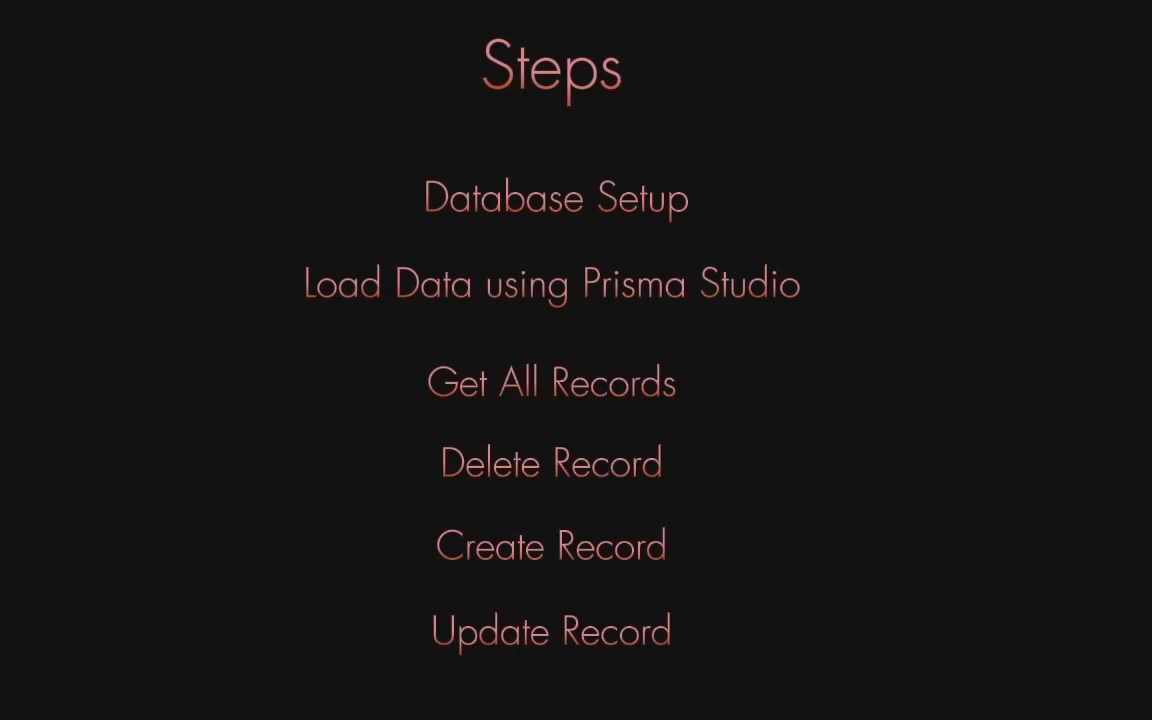 Steps
Database Setup
Load Data using Prisma Studio
Get All Records
Delete Record
Create Record
Update Record